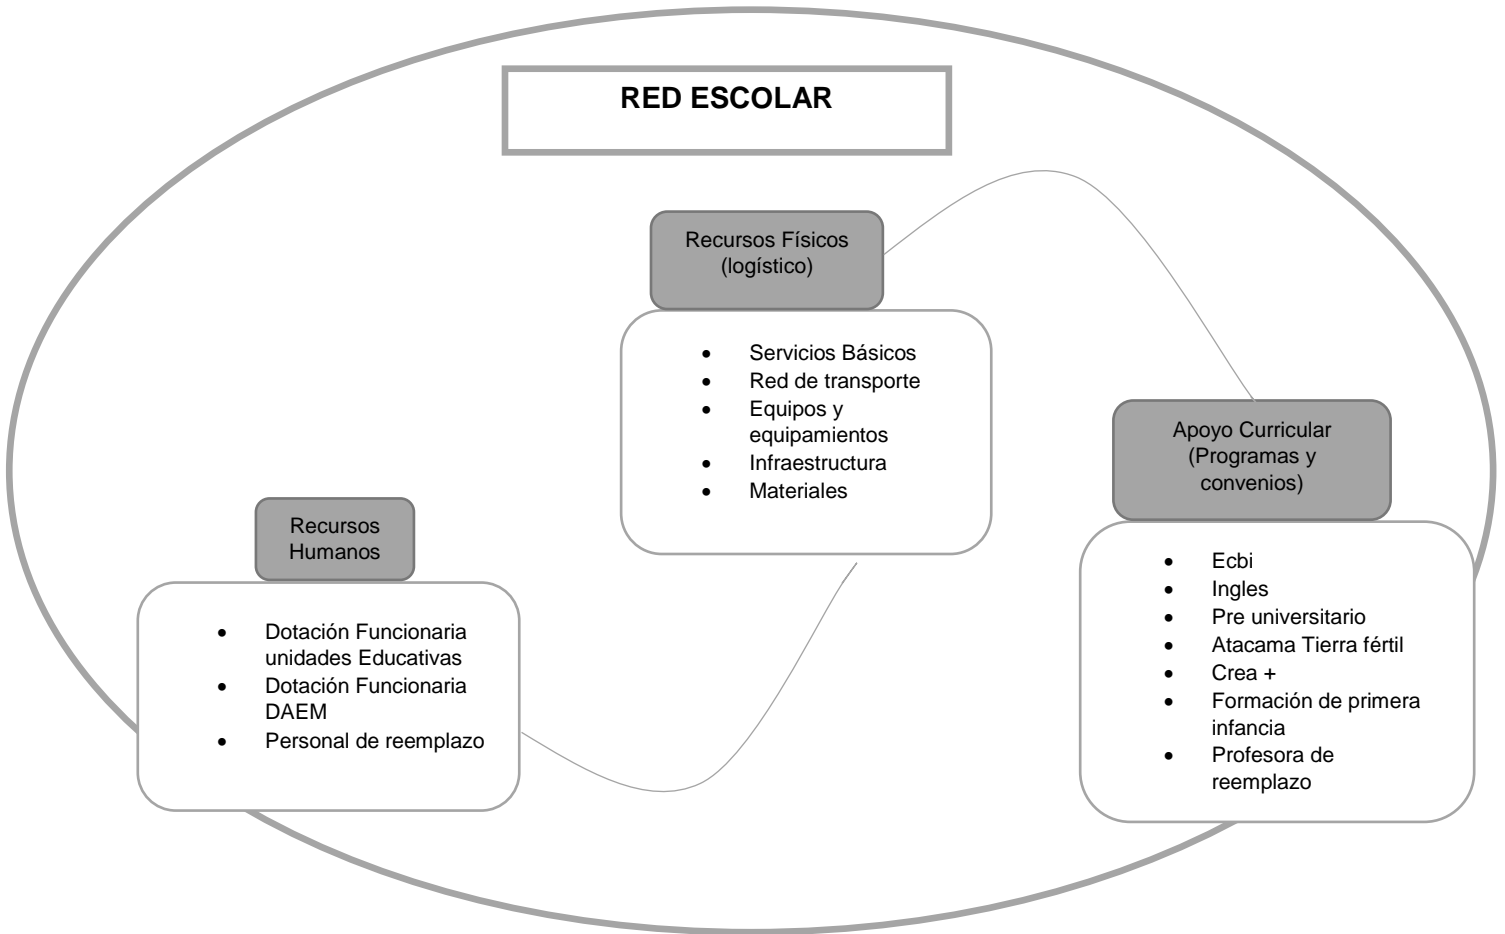 RED ESCOLAR
Recursos Físicos
(logístico)
• Servicios Básicos
• Red de transporte
• Equipos y
equipamientos
• Infraestructura
• Materiales
Apoyo Curricular
(Programas y
convenios)
• Ecbi
• Ingles
• Pre universitario
• Atacama Tierra fértil
• Crea +
• Formación de primera
infancia
• Profesora de
reemplazo
Recursos
Humanos
• Dotación Funcionaria
unidades Educativas
• Dotación Funcionaria
DAEM
• Personal de reemplazo